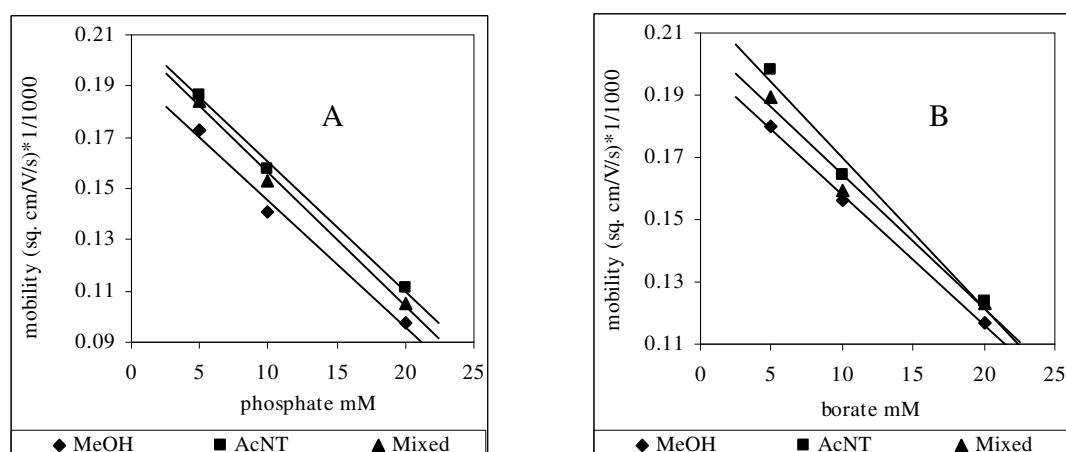 A
mobility (sq. cm/V/s)*1/1000
0.21
0.19
0.17
0.15
0.13
0.11
0.09
0 5 10 15 20 25
phosphate mM
MeOH AcNT Mixed
B
mobility (sq. cm/V/s)*1/1000
0.21
0.19
0.17
0.15
0.13
0.11
0 5 10 15 20 25
borate mM
MeOH AcNT Mixed